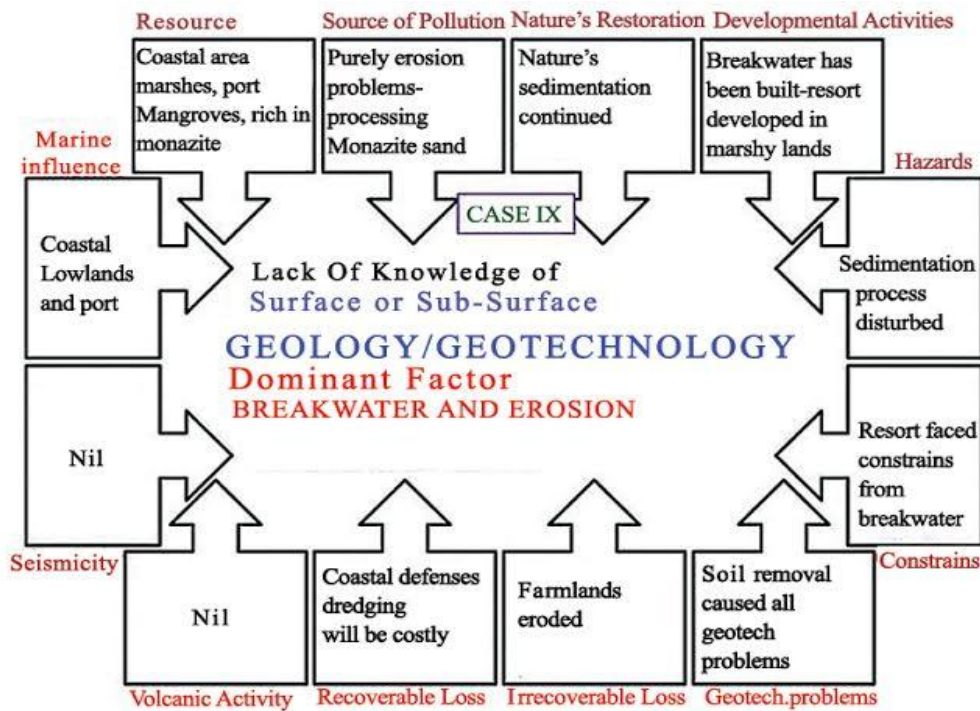 Resource
Source of Pollution
Nature's Restoration
Developmental Activities
Coastal area
marshes, port
Mangroves, rich in
monazite
Purely erosion
problems-
processing
Monazite sand
Nature's
sedimentation
continued
Breakwater has
been built-resort
developed in
marshy lands
Marine
influence
Hazards
CASE IX
Coastal
Lowlands
and port
Lack Of Knowledge of
Surface or Sub-Surface
GEOLOGY/GEOTECHNOLOGY
Dominant Factor
BREAKWATER AND EROSION
Sedimentation
process
disturbed
Nil
Resort faced
constrains
from
breakwater
Seismicity
Constrains
Nil
Coastal defenses
dredging
will be costly
Farmlands
eroded
Soil removal
caused all
geotech
problems
Volcanic Activity
Recoverable Loss
Irrecoverable Loss
Geotech.problems